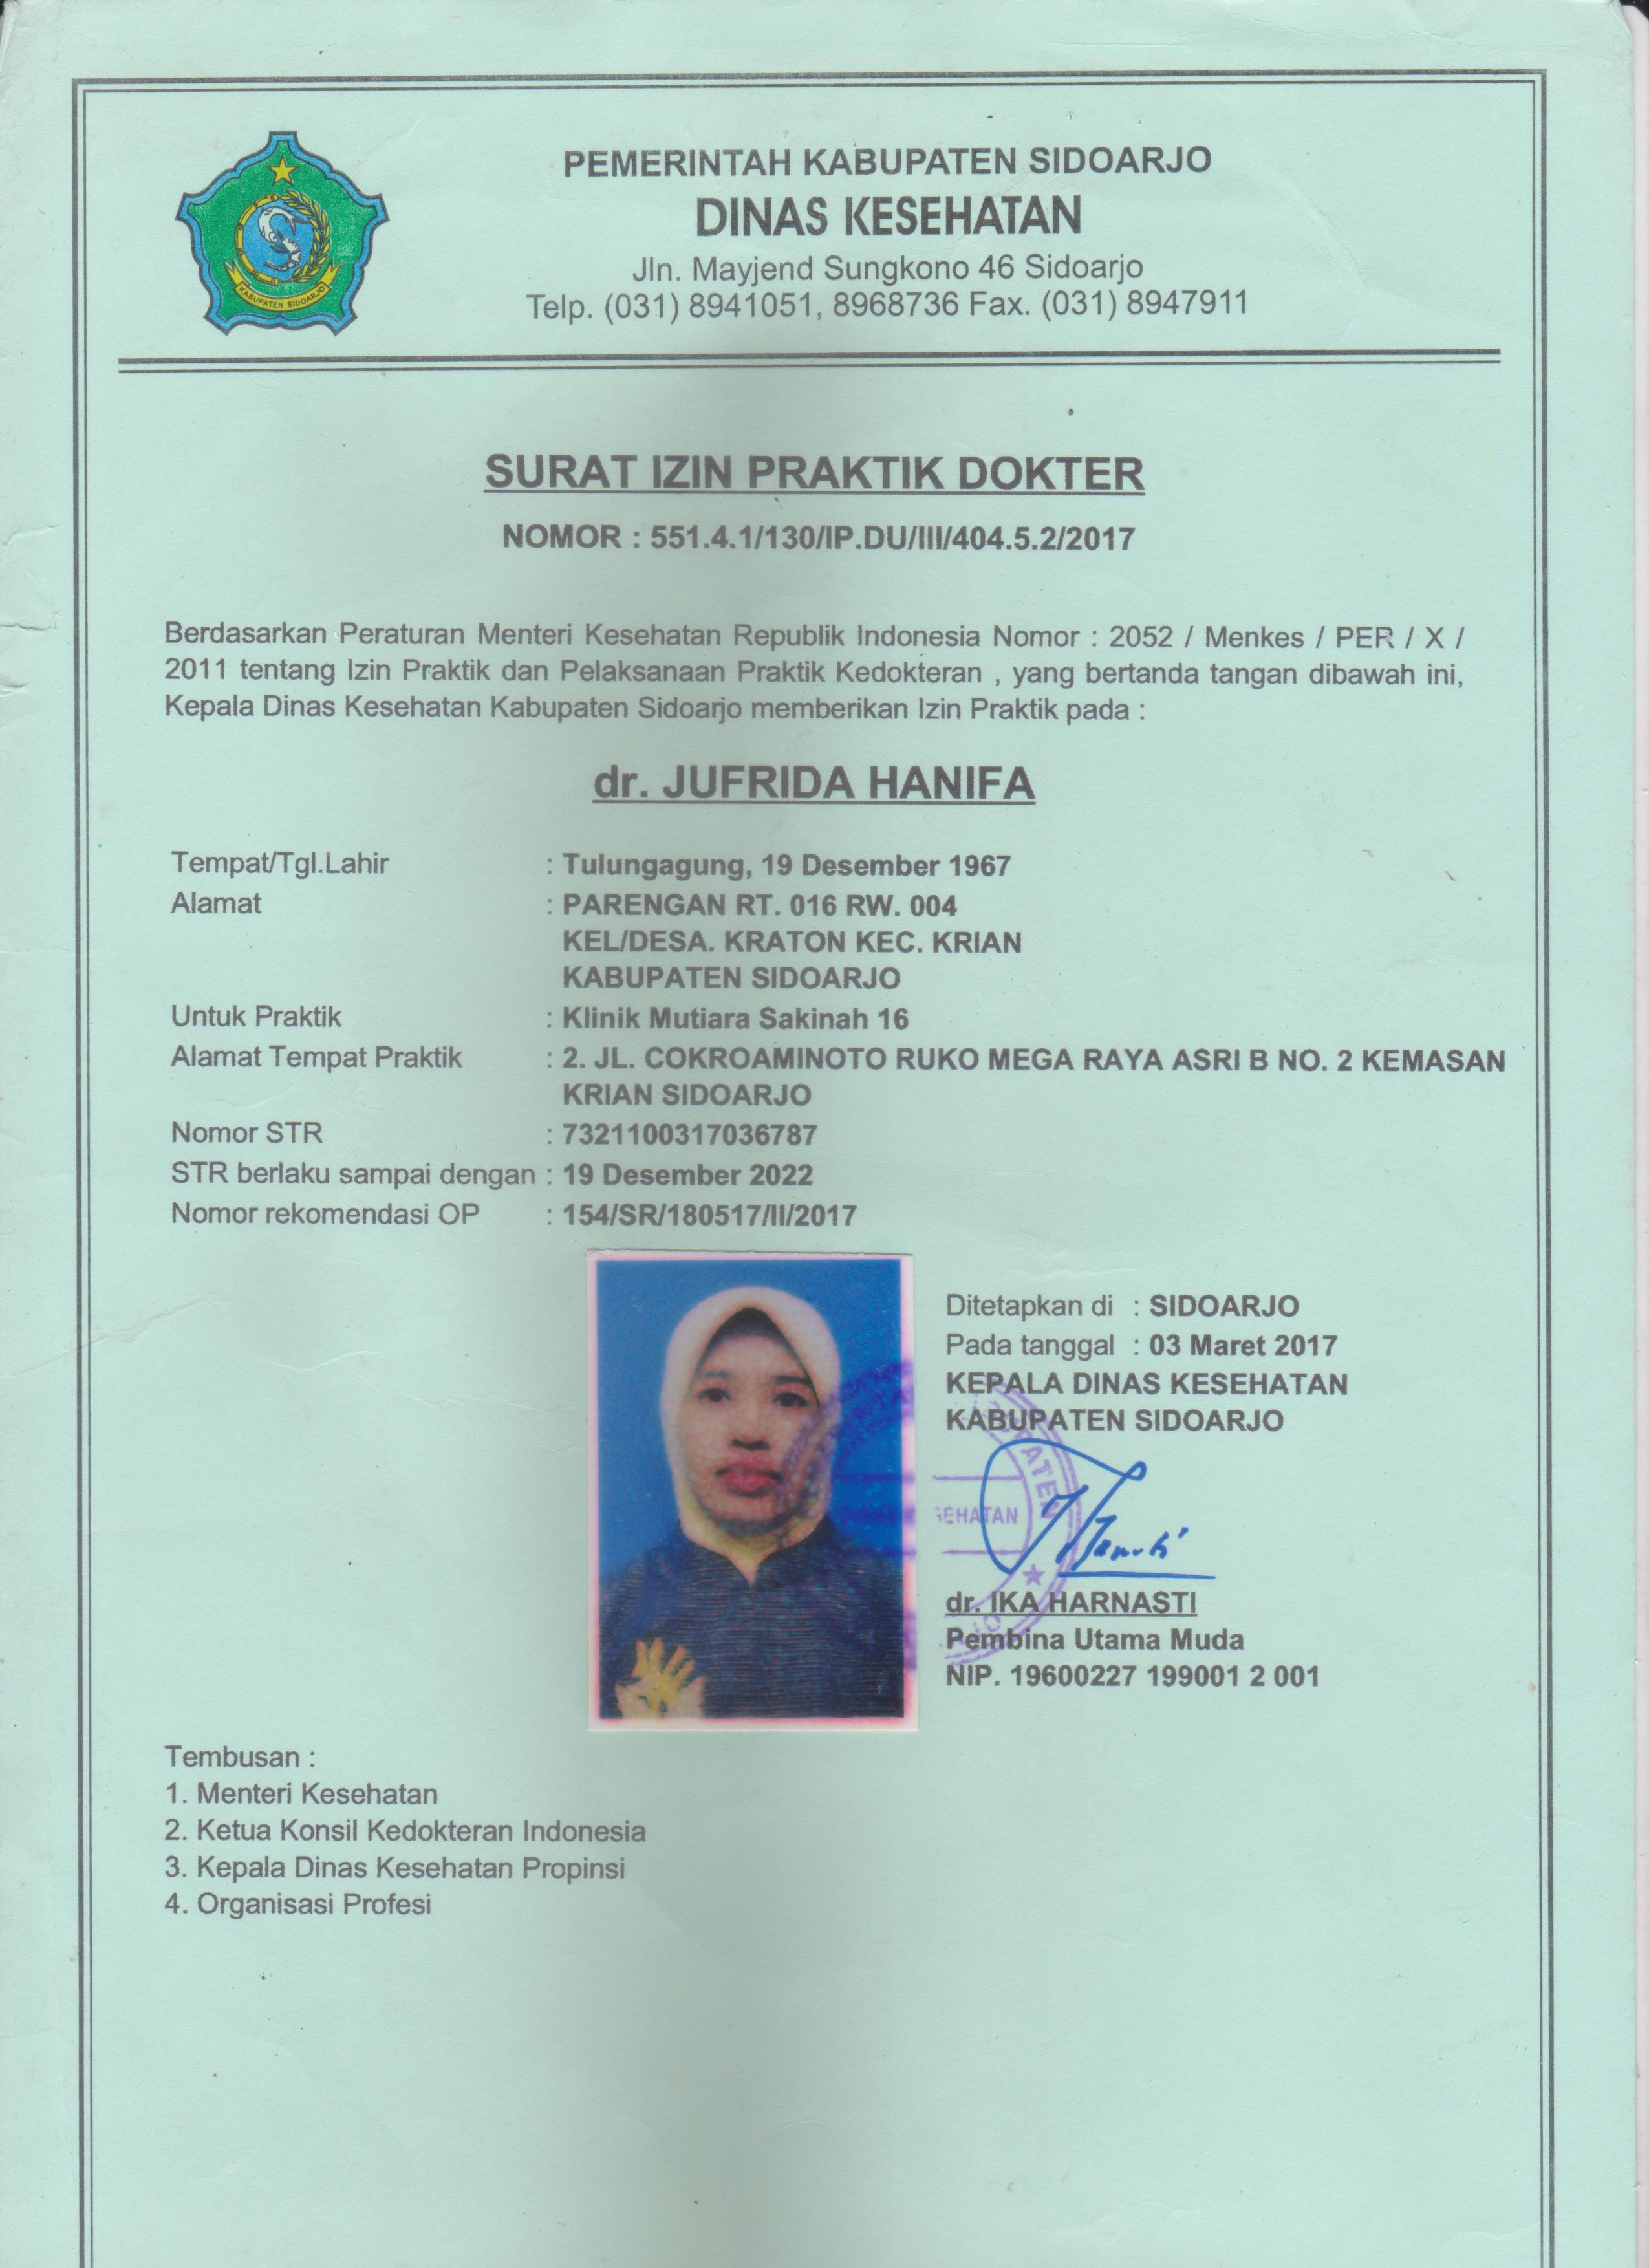 PEMERINTAH KABUPATEN SIDOARJO
DINAS KESEHATAN
Jln. Mayjend Sungkono 46 Sidoarjo
Telp. (031) 8941051, 8968736 Fax. (031) 8947911
KABUPATEN SIDOARJO
SURAT IZIN PRAKTIK DOKTER
NOMOR : 551.4.1/130/IP.DU/III/404.5.2/2017
Berdasarkan Peraturan Menteri Kesehatan Republik Indonesia Nomor : 2052 / Menkes / PER / X /
2011 tentang Izin Praktik dan Pelaksanaan Praktik Kedokteran , yang bertanda tangan dibawah ini,
Kepala Dinas Kesehatan Kabupaten Sidoarjo memberikan Izin Praktik pada :
dr. JUFRIDA HANIFA
Tempat/Tgl.Lahir : Tulungagung, 19 Desember 1967
Alamat : PARENGAN RT. 016 RW. 004
KEL/DESA. KRATON KEC. KRIAN
KABUPATEN SIDOARJO
Untuk Praktik : Klinik Mutiara Sakinah 16
Alamat Tempat Praktik : 2. JL. COKROAMINOTO RUKO MEGA RAYA ASRI B NO. 2 KEMASAN
KRIAN SIDOARJO
Nomor STR : 7321100317036787
STR berlaku sampai dengan : 19 Desember 2022
Nomor rekomendasi OP : 154/SR/180517/II/2017
Ditetapkan di : SIDOARJO
Pada tanggal : 03 Maret 2017
KEPALA DINAS KESEHATAN
KABUPATEN SIDOARJO
dr. IKA HARNASTI
Pembina Utama Muda
NIP. 19600227 199001 2 001
Tembusan :
1. Menteri Kesehatan
2. Ketua Konsil Kedokteran Indonesia
3. Kepala Dinas Kesehatan Propinsi
4. Organisasi Profesi